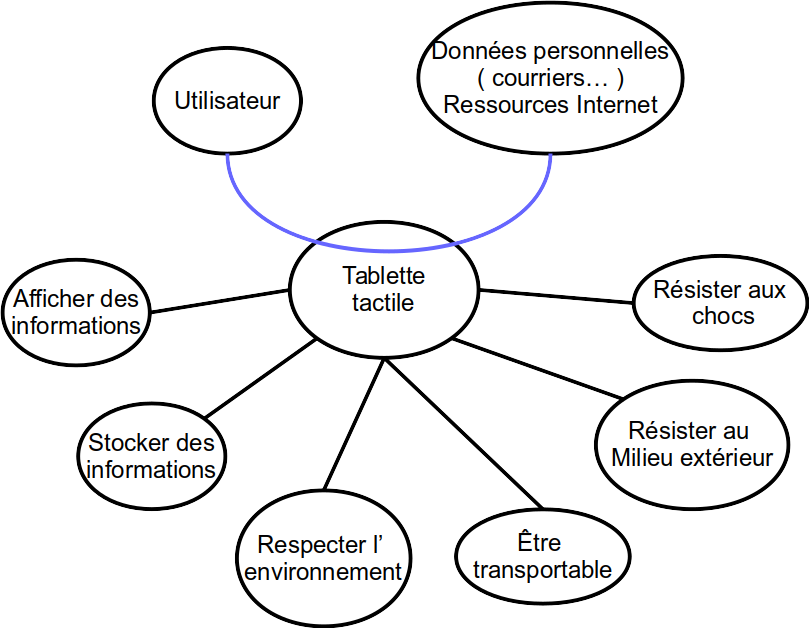 Utilisateur
Données personnelles
( courriers… )
Ressources Internet
Tablette
tactile
Afficher des
informations
Résister aux
chocs
Stocker des
informations
Résister au
Milieu extérieur
Respecter l’
environnement
Être
transportable